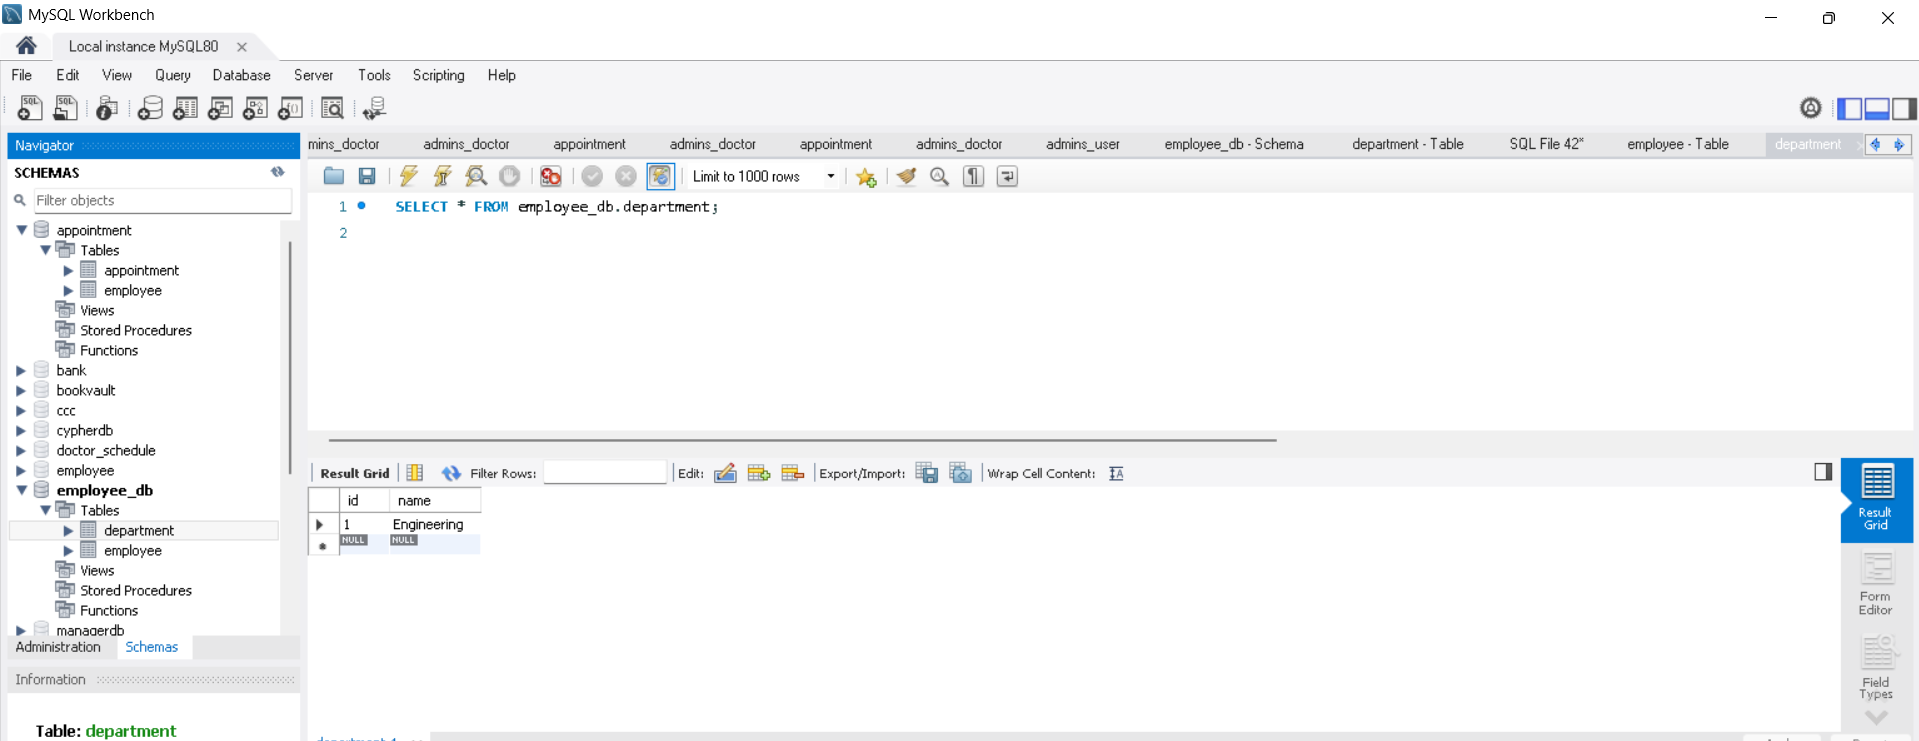 MySQL Workbench
Local instance MySQL80
File Edit View Query Database Server Tools Scripting Help
Navigator
SCHEMAS
Filter objects
appointment
Tables
appointment
employee
Views
Stored Procedures
Functions
bank
bookvault
ccc
cypherdb
doctor_schedule
employee
employee_db
Tables
department
employee
Views
Stored Procedures
Functions
managerdb
Administration Schemas
Information
Table: department
mins_doctor admins_doctor appointment admins_doctor appointment admins_doctor admins_user employee_db - Schema department - Table SQL File 42* employee - Table department
Limit to 1000 rows
1 SELECT * FROM employee_db.department;
2
Result Grid Filter Rows: Edit: Export/Import: Wrap Cell Content:
id name
1 Engineering
NULL NULL
Result
Grid
Form
Editor
Field
Types